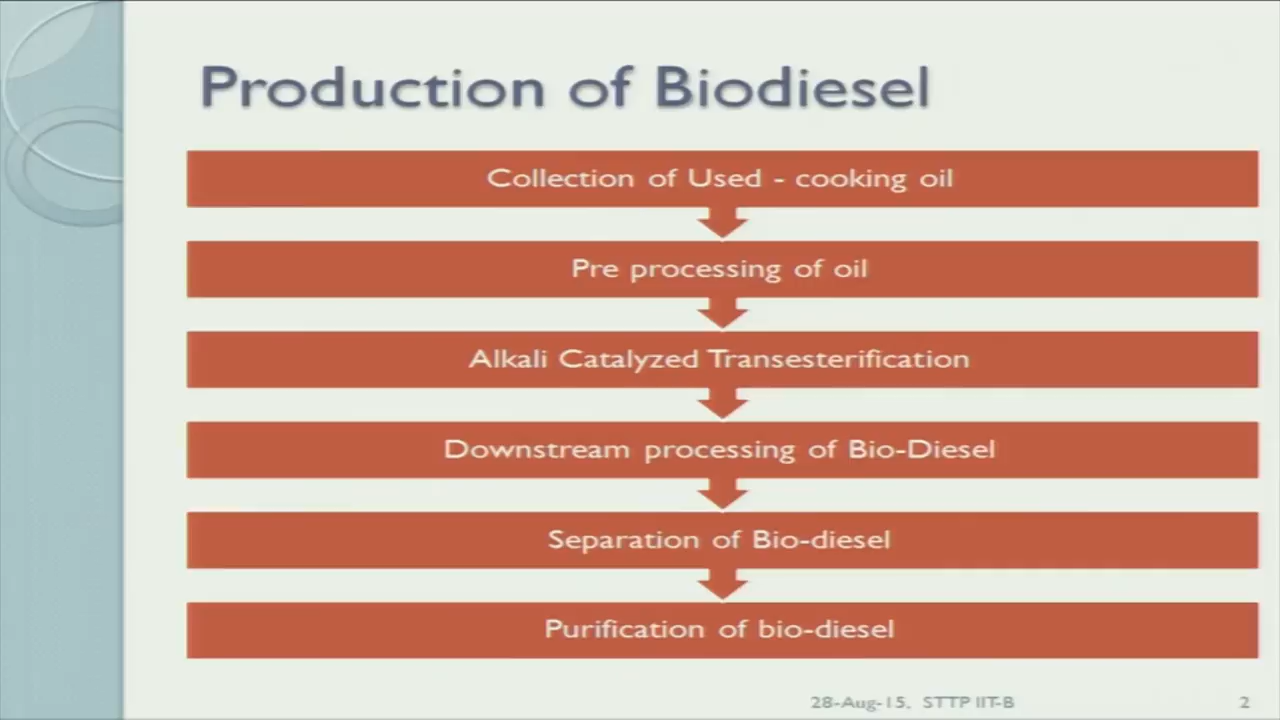 Production of Biodiesel
Collection of Used - cooking oil
Pre processing of oil
Alkali Catalyzed Transesterification
Downstream processing of Bio-Diesel
Separation of Bio-diesel
Purification of bio-diesel
28-Aug-15, STTP IIT-B 2